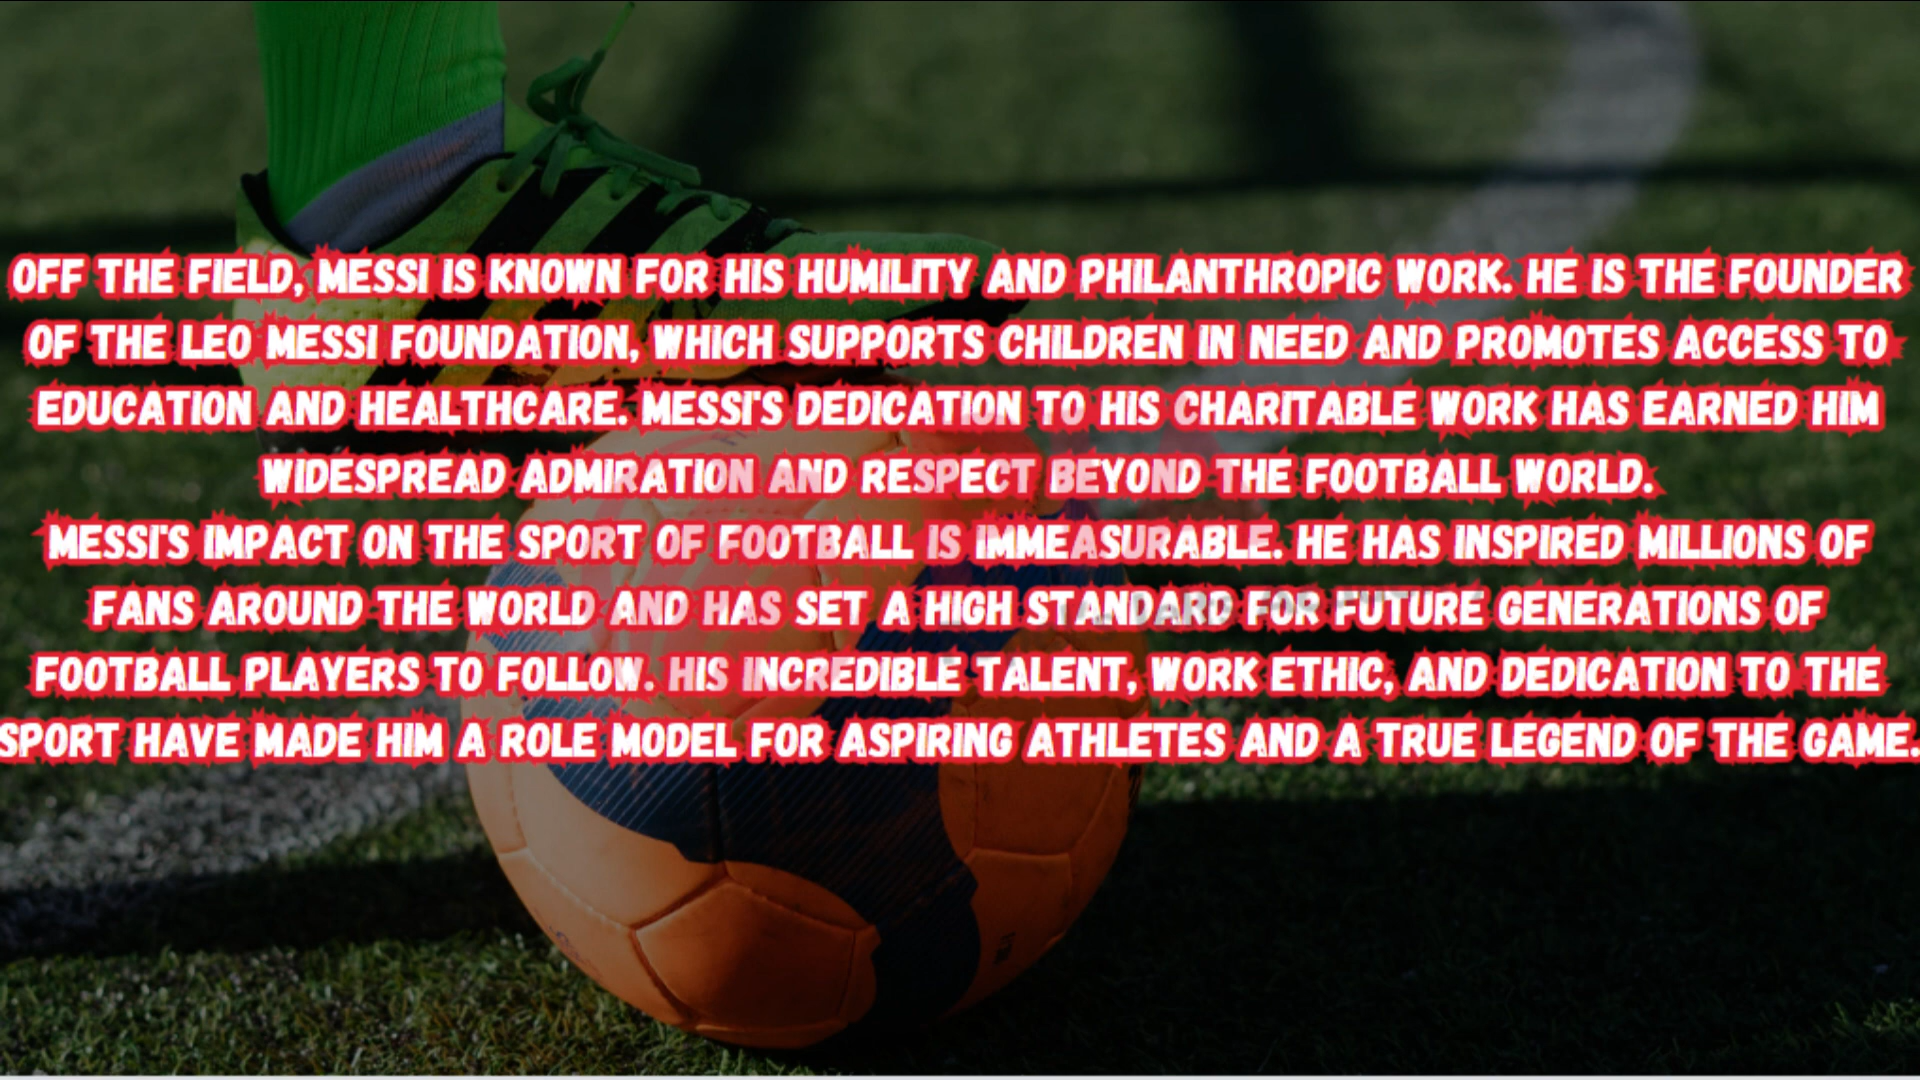 OFF THE FIELD, MESSI IS KNOWN FOR HIS HUMILITY AND PHILANTHROPIC WORK. HE IS THE FOUNDER
OF THE LEO MESSI FOUNDATION, WHICH SUPPORTS CHILDREN IN NEED AND PROMOTES ACCESS TO
EDUCATION AND HEALTHCARE. MESSI'S DEDICATION TO HIS CHARITABLE WORK HAS EARNED HIM
WIDESPREAD ADMIRATION AND RESPECT BEYOND THE FOOTBALL WORLD.
MESSI'S IMPACT ON THE SPORT OF FOOTBALL IS IMMEASURABLE. HE HAS INSPIRED MILLIONS OF
FANS AROUND THE WORLD AND HAS SET A HIGH STANDARD FOR FUTURE GENERATIONS OF
FOOTBALL PLAYERS TO FOLLOW. HIS INCREDIBLE TALENT, WORK ETHIC, AND DEDICATION TO THE
SPORT HAVE MADE HIM A ROLE MODEL FOR ASPIRING ATHLETES AND A TRUE LEGEND OF THE GAME.